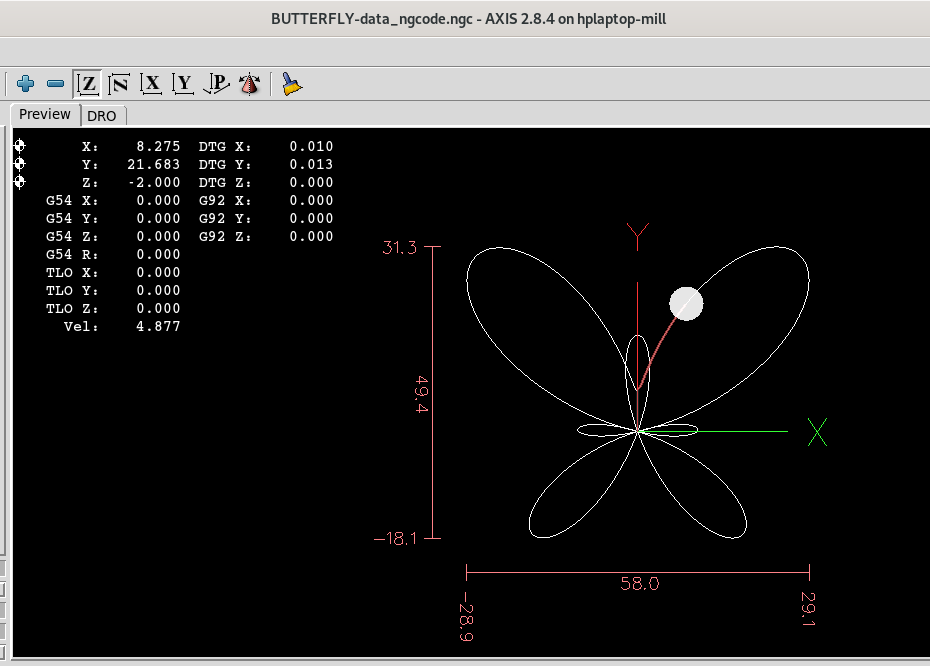 BUTTERFLY-data_ngcode.ngc - AXIS 2.8.4 on hplaptop-mill
Z N X Y P
Preview DRO
X: 8.275 DTG X: 0.010
Y: 21.683 DTG Y: 0.013
Z: -2.000 DTG Z: 0.000
G54 X: 0.000 G92 X: 0.000
G54 Y: 0.000 G92 Y: 0.000
G54 Z: 0.000 G92 Z: 0.000
G54 R: 0.000
TLO X: 0.000
TLO Y: 0.000
TLO Z: 0.000
Vel: 4.877
Y
31.3
49.4
X
-18.1
58.0
-28.9
29.1